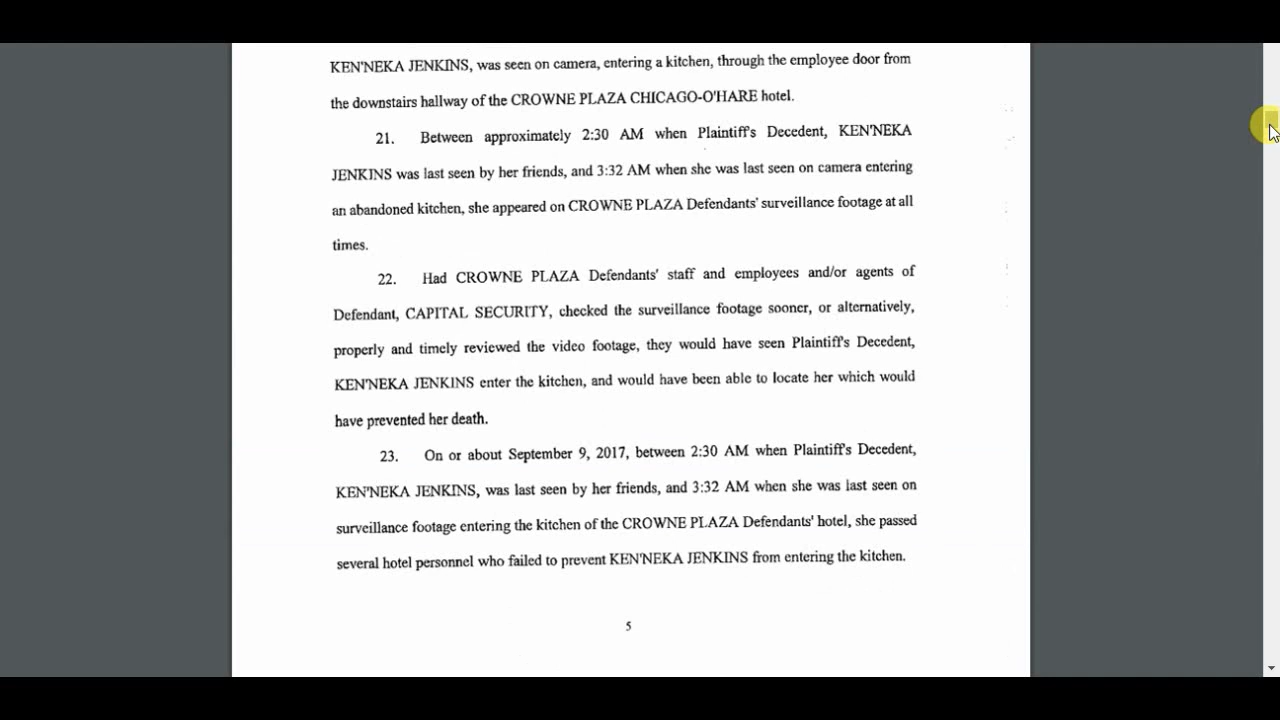 KEN'NEKA JENKINS, was seen on camera, entering a kitchen, through the employee door from
the downstairs hallway of the CROWNE PLAZA CHICAGO-O'HARE hotel.
21. Between approximately 2:30 AM when Plaintiff's Decedent, KEN'NEKA
JENKINS was last seen by her friends, and 3:32 AM when she was last seen on camera entering
an abandoned kitchen, she appeared on CROWNE PLAZA Defendants' surveillance footage at all
times.
22. Had CROWNE PLAZA Defendants' staff and employees and/or agents of
Defendant, CAPITAL SECURITY, checked the surveillance footage sooner, or alternatively,
properly and timely reviewed the video footage, they would have seen Plaintiff's Decedent,
KEN'NEKA JENKINS enter the kitchen, and would have been able to locate her which would
have prevented her death.
23. On or about September 9, 2017, between 2:30 AM when Plaintiff's Decedent,
KEN'NEKA JENKINS, was last seen by her friends, and 3:32 AM when she was last seen on
surveillance footage entering the kitchen of the CROWNE PLAZA Defendants' hotel, she passed
several hotel personnel who failed to prevent KEN'NEKA JENKINS from entering the kitchen.
5